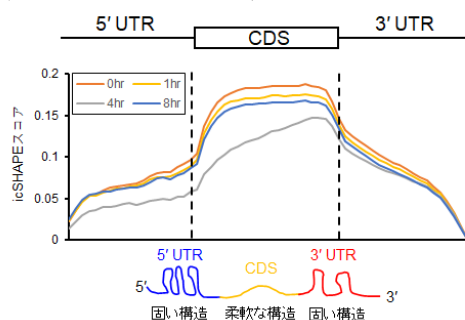 5′ UTR CDS 3′ UTR
0.2
0hr 1hr
4hr 8hr
0.15
icSHAPEスコア
0.1
0.05
0
5′ UTR CDS 3′ UTR
5′ 3′
固い構造 柔軟な構造 固い構造